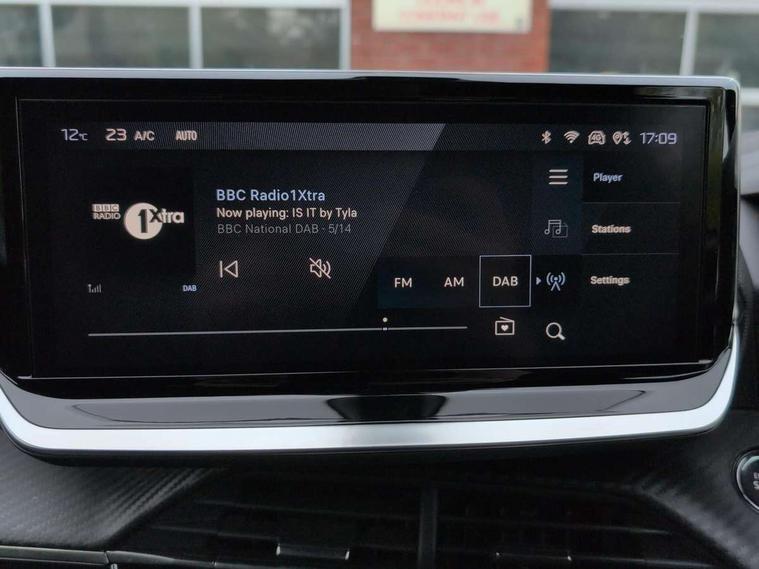 12°C 23 A/C AUTO 4G 17:09
BBC
RADIO
1Xtra
BBC Radio1Xtra
Now playing: IS IT by Tyla
BBC National DAB - 5/14
Player
Stations
Settings
DAB
FM AM DAB